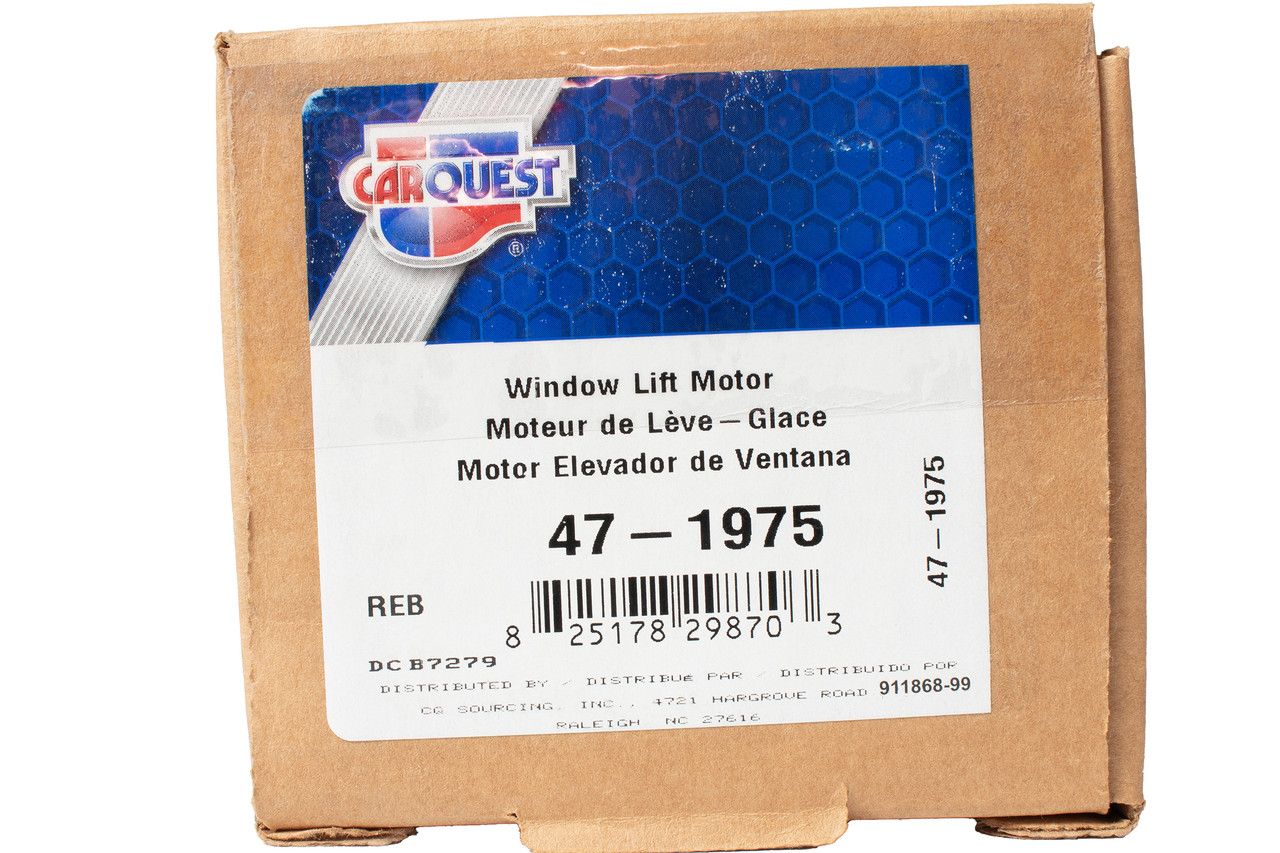 CARQUEST
®
Window Lift Motor
Moteur de Lève—Glace
Motor Elevador de Ventana
47—1975
47—1975
REB
8 25178 29870 3
DC B7279
DISTRIBUTED BY / DISTRIBUÉ PAR / DISTRIBUIDO POR
CQ SOURCING, INC., 4721 HARGROVE ROAD 911868-99
RALEIGH NC 27616